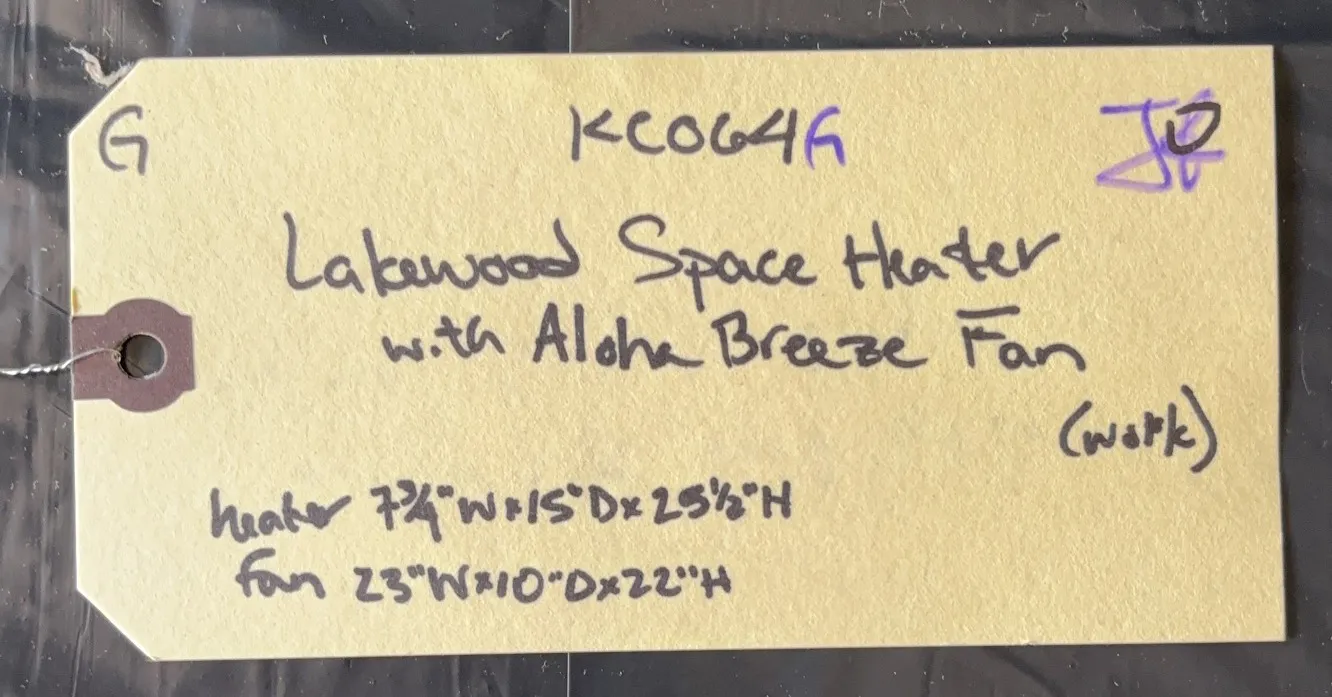 G KC064G
Lakewood Space Heater
with Aloha Breeze Fan
(work)
heater 7¾"W x 15"D x 25½"H
Fan 23"W x 10"D x 22"H